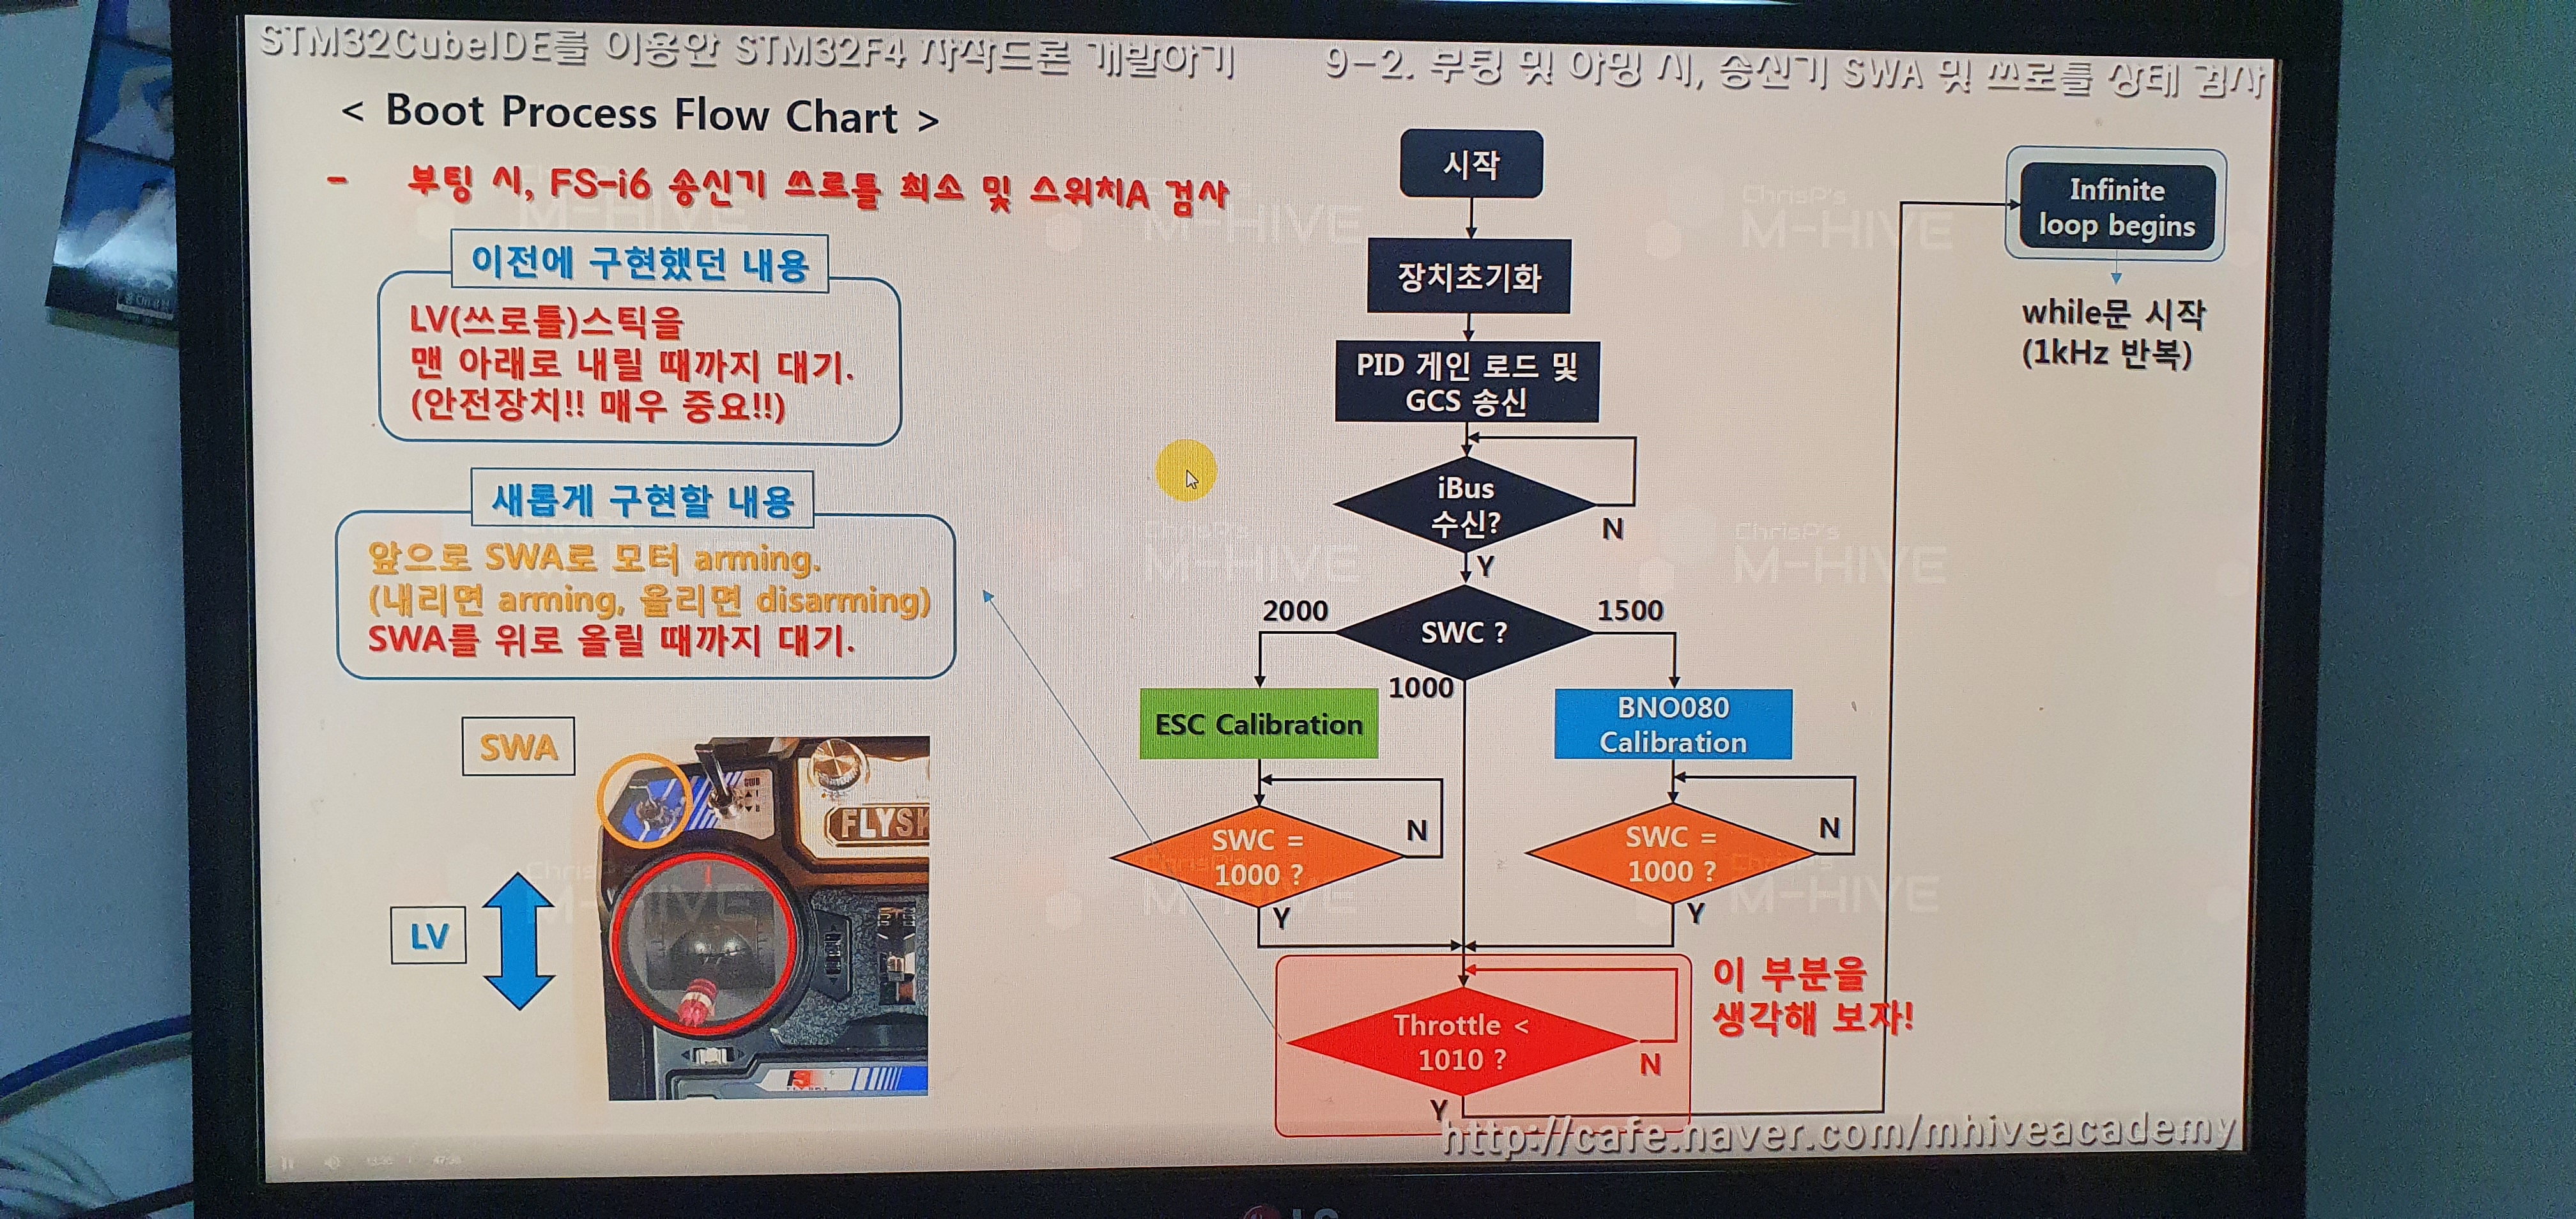 STM32CubeIDE를 이용한 STM32F4 자작드론 개발하기
9-2. 부팅 및 아밍 시, 송신기 SWA 및 쓰로틀 상태 검사
< Boot Process Flow Chart >
- 부팅 시, FS-i6 송신기 쓰로틀 최소 및 스위치A 검사
이전에 구현했던 내용
LV(쓰로틀)스틱을
맨 아래로 내릴 때까지 대기.
(안전장치!! 매우 중요!!)
새롭게 구현할 내용
앞으로 SWA로 모터 arming.
(내리면 arming, 올리면 disarming)
SWA를 위로 올릴 때까지 대기.
SWA
LV
FLYSK
시작
장치초기화
PID 게인 로드 및
GCS 송신
iBus
수신?
N
Y
SWC ?
2000
1500
1000
ESC Calibration
BNO080
Calibration
SWC =
1000 ?
N
Y
SWC =
1000 ?
N
Y
Throttle <
1010 ?
N
Y
이 부분을
생각해 보자!
Infinite
loop begins
while문 시작
(1kHz 반복)
ChrisP's
M-HIVE
ChrisP's
M-HIVE
ChrisP's
M-HIVE
ChrisP's
M-HIVE
ChrisP's
M-HIVE
ChrisP's
M-HIVE
http://cafe.naver.com/mhiveacademy